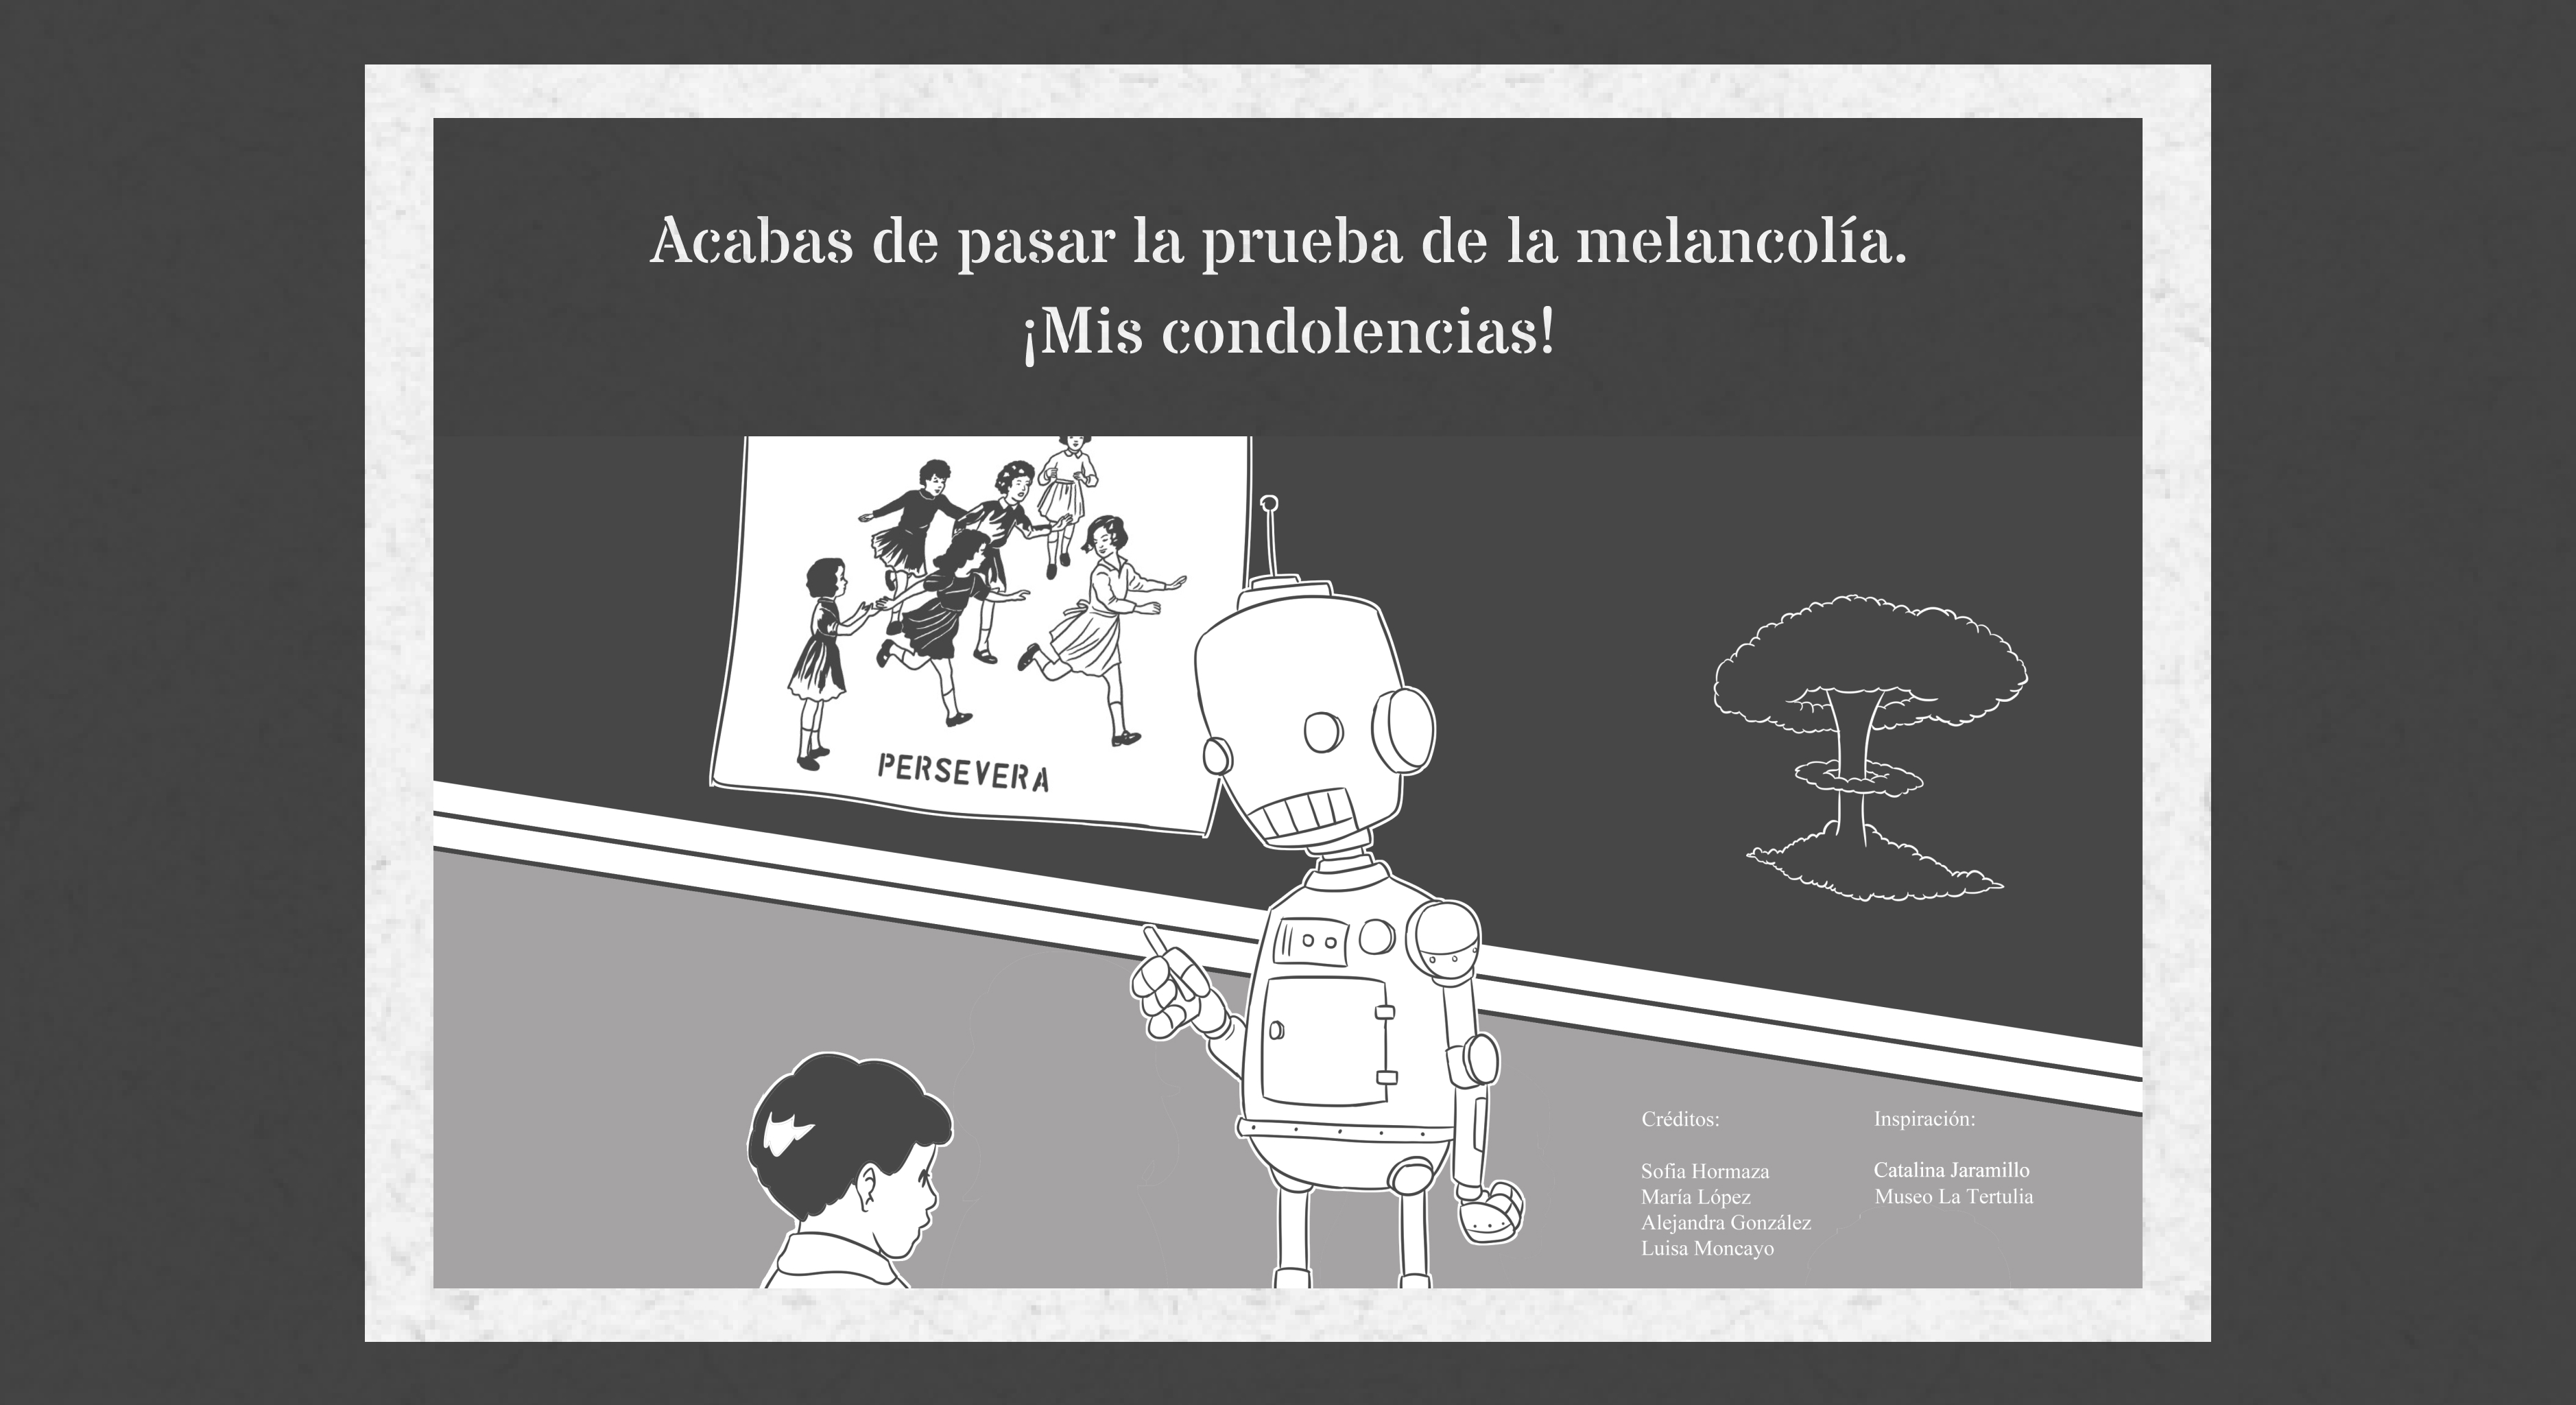 Acabas de pasar la prueba de la melancolía.
¡Mis condolencias!
PERSEVERA
Créditos:
Sofia Hormaza
María López
Alejandra González
Luisa Moncayo
Inspiración:
Catalina Jaramillo
Museo La Tertulia